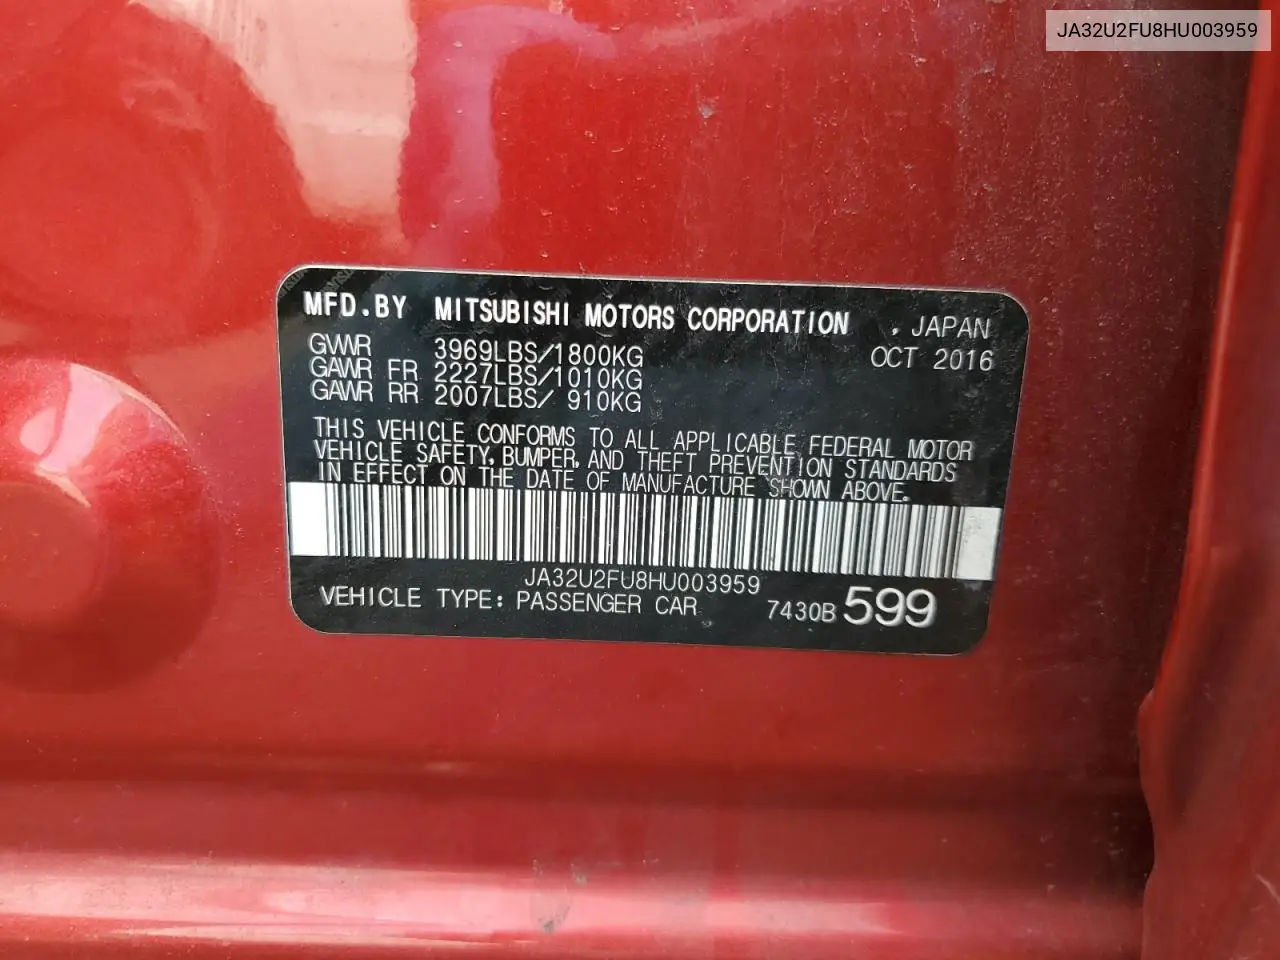 JA32U2FU8HU003959
MFD.BY MITSUBISHI MOTORS CORPORATION , JAPAN
GVWR 3969LBS/1800KG OCT 2016
GAWR FR 2227LBS/1010KG
GAWR RR 2007LBS/ 910KG
THIS VEHICLE CONFORMS TO ALL APPLICABLE FEDERAL MOTOR
VEHICLE SAFETY, BUMPER, AND THEFT PREVENTION STANDARDS
IN EFFECT ON THE DATE OF MANUFACTURE SHOWN ABOVE.
JA32U2FU8HU003959
VEHICLE TYPE: PASSENGER CAR 7430B 599